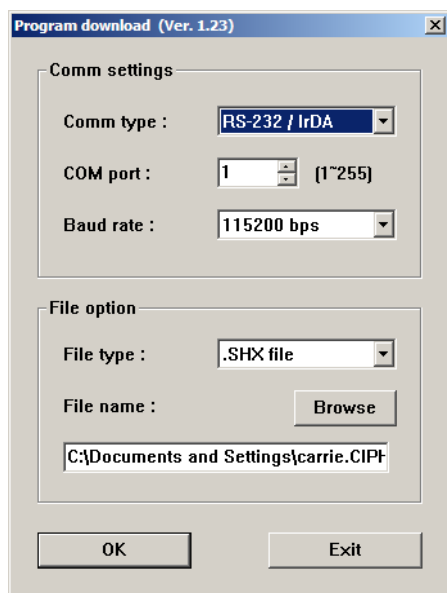 Program download (Ver. 1.23)
Comm settings
Comm type : RS-232 / IrDA
COM port : 1 (1~255)
Baud rate : 115200 bps
File option
File type : .SHX file
File name : Browse
C:\Documents and Settings\carrie.CIPH
OK Exit